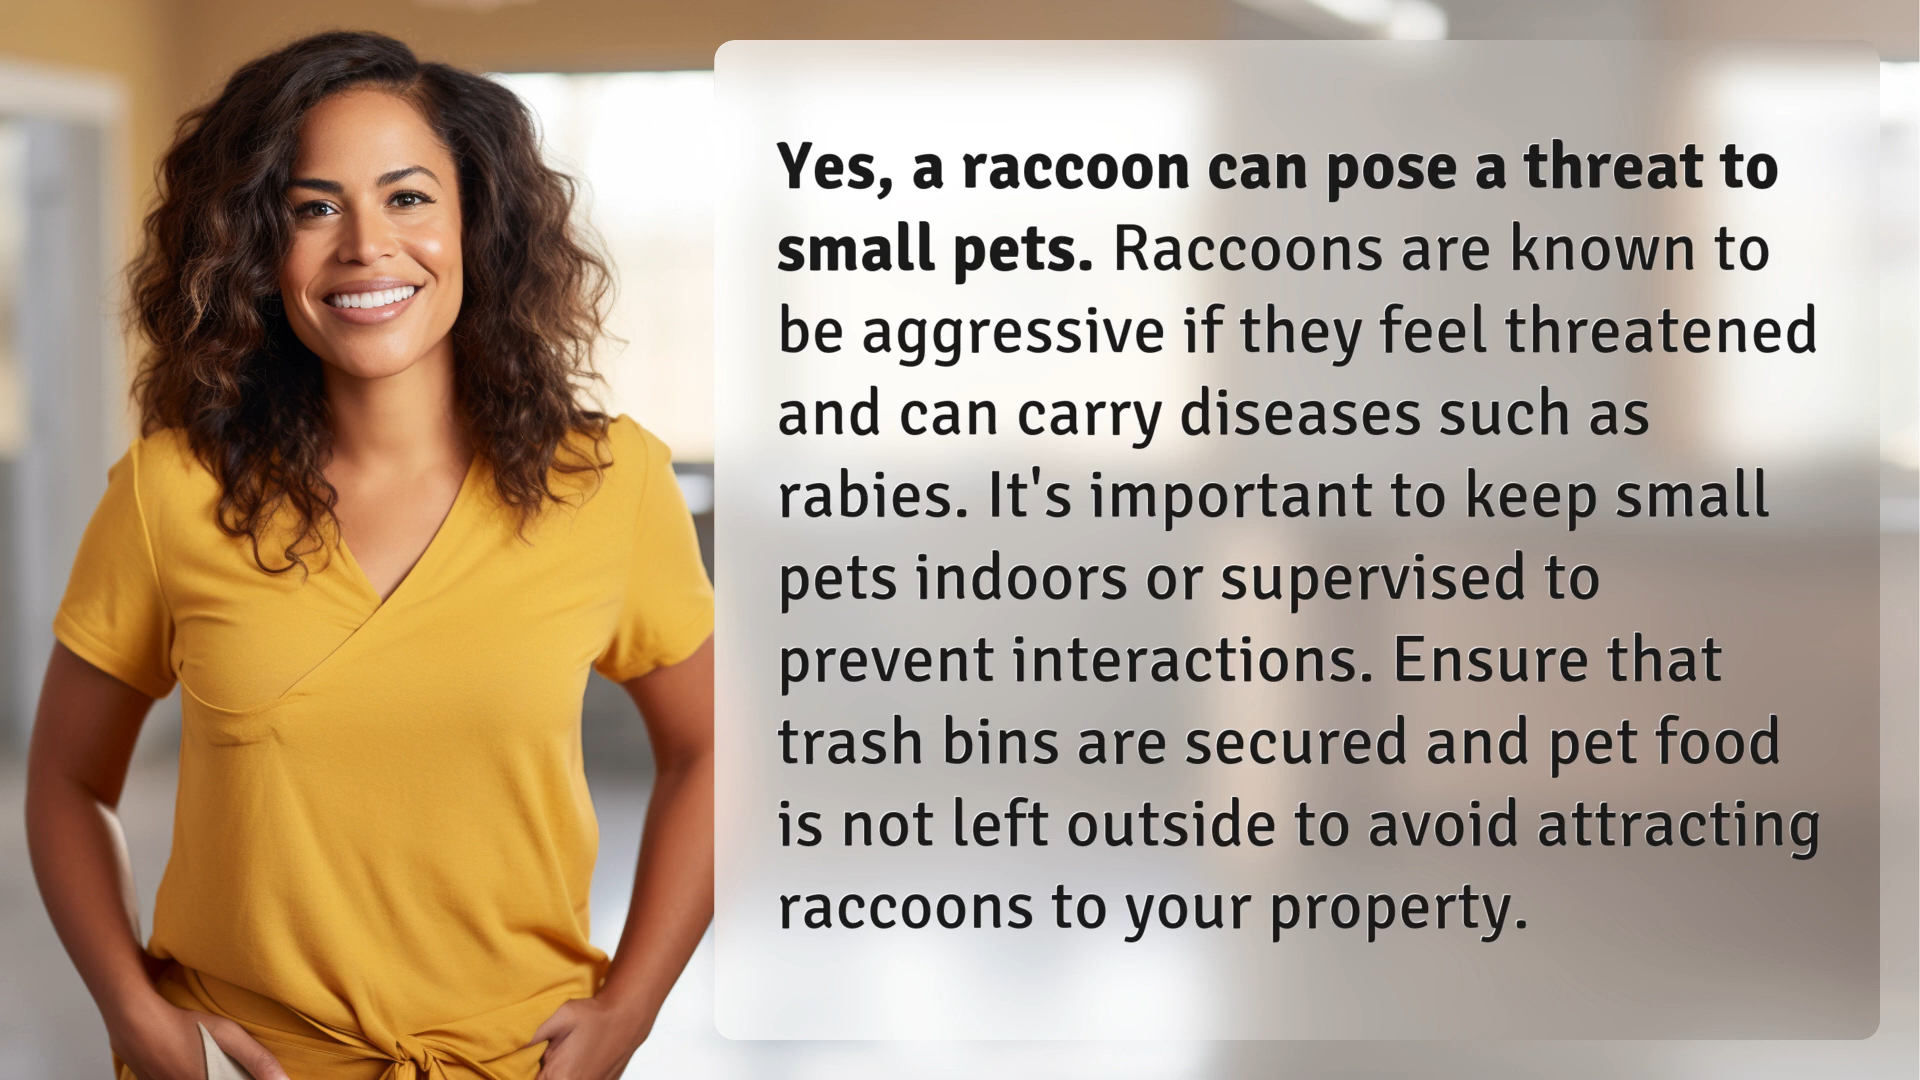 Yes, a raccoon can pose a threat to
small pets. Raccoons are known to
be aggressive if they feel threatened
and can carry diseases such as
rabies. It's important to keep small
pets indoors or supervised to
prevent interactions. Ensure that
trash bins are secured and pet food
is not left outside to avoid attracting
raccoons to your property.